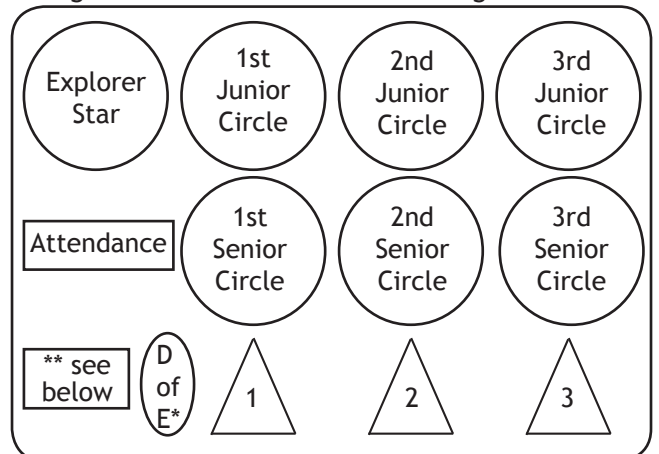 Explorer
Star
1st
Junior
Circle
2nd
Junior
Circle
3rd
Junior
Circle
Attendance
1st
Senior
Circle
2nd
Senior
Circle
3rd
Senior
Circle
** see
below
D
of
E*
1
2
3